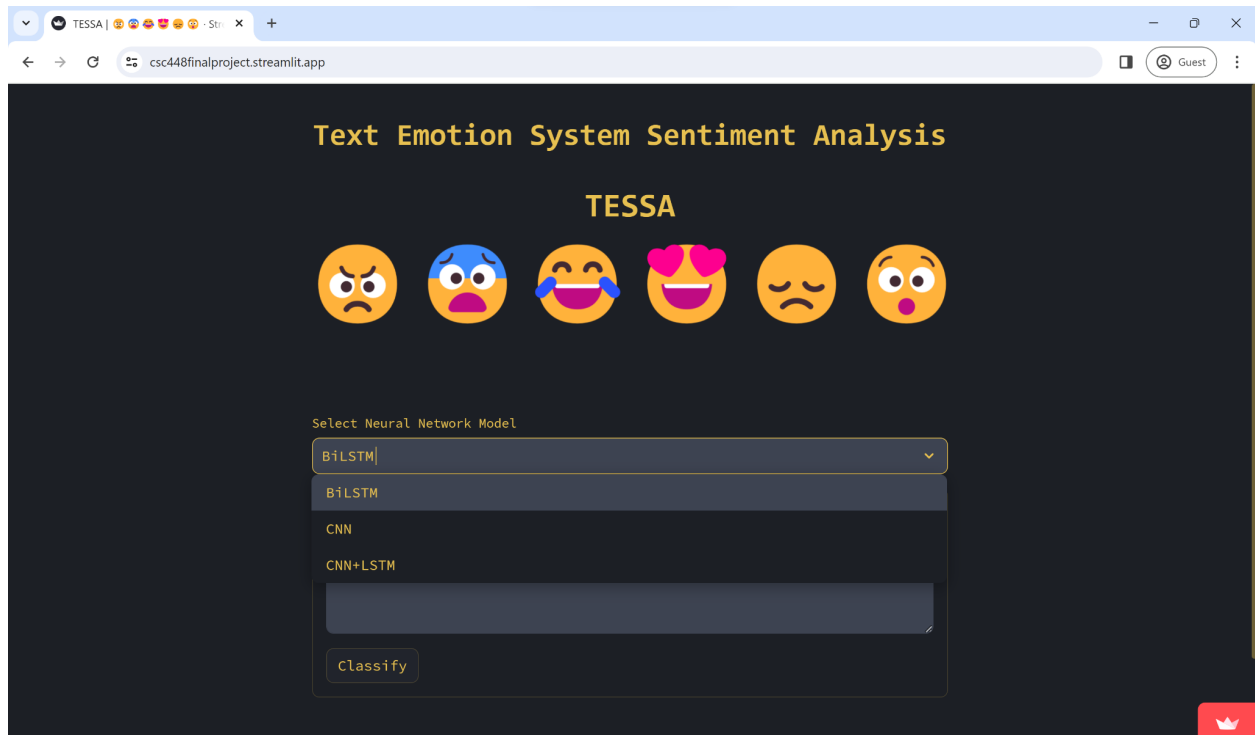 TESSA | 😡 😨 😂 😍 😞 😲 · Str
csc448finalproject.streamlit.app
Guest
Text Emotion System Sentiment Analysis
TESSA
Select Neural Network Model
BiLSTM
BiLSTM
CNN
CNN+LSTM
Classify